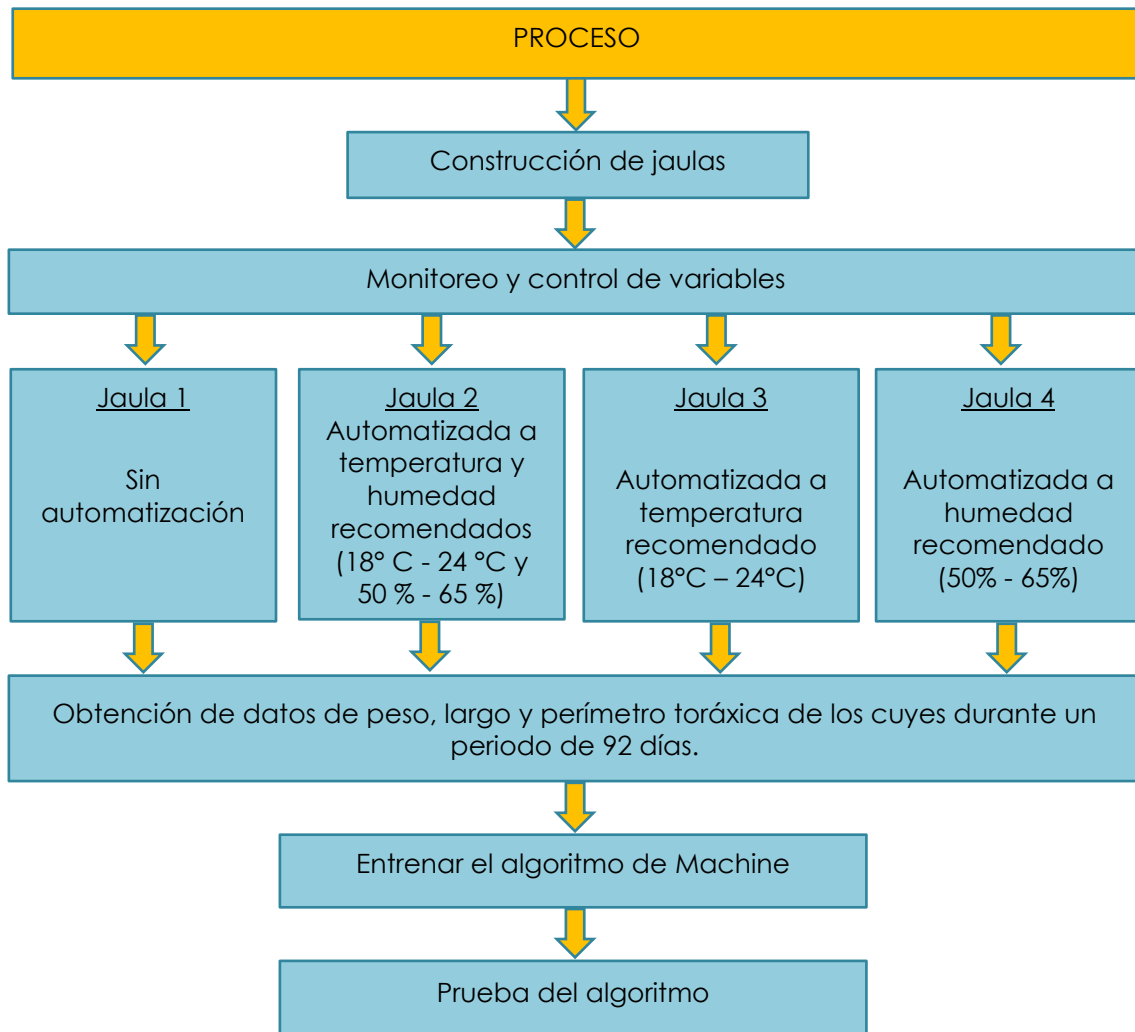 PROCESO
Construcción de jaulas
Monitoreo y control de variables
Jaula 1
Sin
automatización
Jaula 2
Automatizada a
temperatura y
humedad
recomendados
(18° C - 24 °C y
50 % - 65 %)
Jaula 3
Automatizada a
temperatura
recomendado
(18°C – 24°C)
Jaula 4
Automatizada a
humedad
recomendado
(50% - 65%)
Obtención de datos de peso, largo y perímetro toráxica de los cuyes durante un
periodo de 92 días.
Entrenar el algoritmo de Machine
Prueba del algoritmo